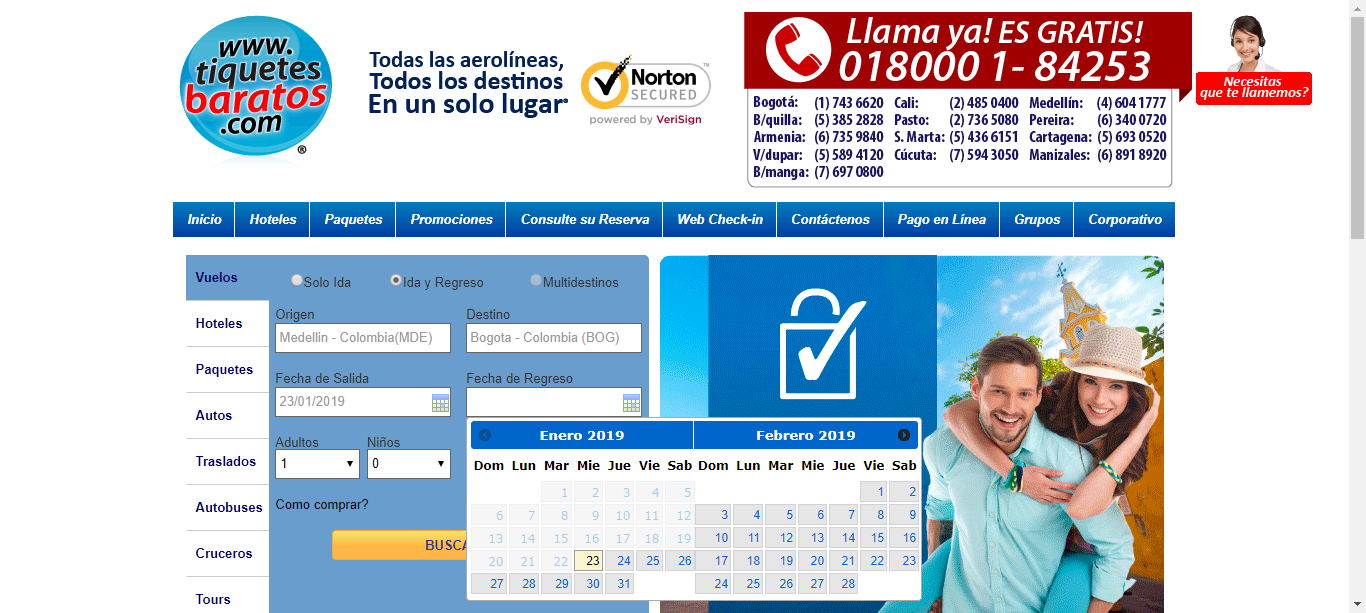 www.
tiquetes
baratos
.com
®
Todas las aerolíneas,
Todos los destinos
En un solo lugar®
Norton
SECURED
™
powered by VeriSign
Llama ya! ES GRATIS!
018000 1- 84253
Bogotá: (1) 743 6620 Cali: (2) 485 0400 Medellín: (4) 604 1777
B/quilla: (5) 385 2828 Pasto: (2) 736 5080 Pereira: (6) 340 0720
Armenia: (6) 735 9840 S. Marta: (5) 436 6151 Cartagena: (5) 693 0520
V/dupar: (5) 589 4120 Cúcuta: (7) 594 3050 Manizales: (6) 891 8920
B/manga: (7) 697 0800
Necesitas
que te llamemos?
Inicio Hoteles Paquetes Promociones Consulte su Reserva Web Check-in Contáctenos Pago en Línea Grupos Corporativo
Vuelos
Hoteles
Paquetes
Autos
Traslados
Autobuses
Cruceros
Tours
Solo Ida Ida y Regreso Multidestinos
Origen Destino
Medellin - Colombia(MDE) Bogota - Colombia (BOG)
Fecha de Salida Fecha de Regreso
23/01/2019
Adultos Niños
1 0
Como comprar?
BUSCA
Enero 2019
Dom Lun Mar Mie Jue Vie Sab
1 2 3 4 5
6 7 8 9 10 11 12
13 14 15 16 17 18 19
20 21 22 23 24 25 26
27 28 29 30 31
Febrero 2019
Dom Lun Mar Mie Jue Vie Sab
1 2
3 4 5 6 7 8 9
10 11 12 13 14 15 16
17 18 19 20 21 22 23
24 25 26 27 28